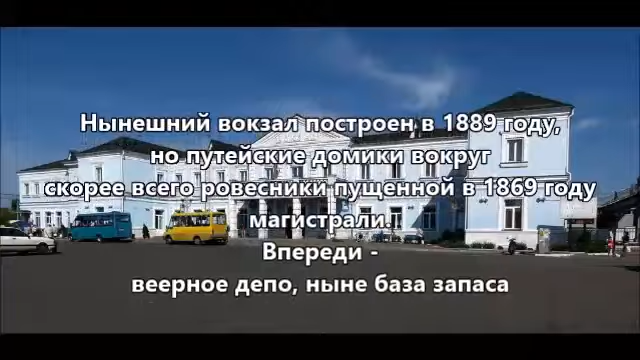 Нынешний вокзал построен в 1889 году,
но путейские домики вокруг
скорее всего ровесники пущенной в 1869 году
магистрали.
Впереди -
веерное депо, ныне база запаса